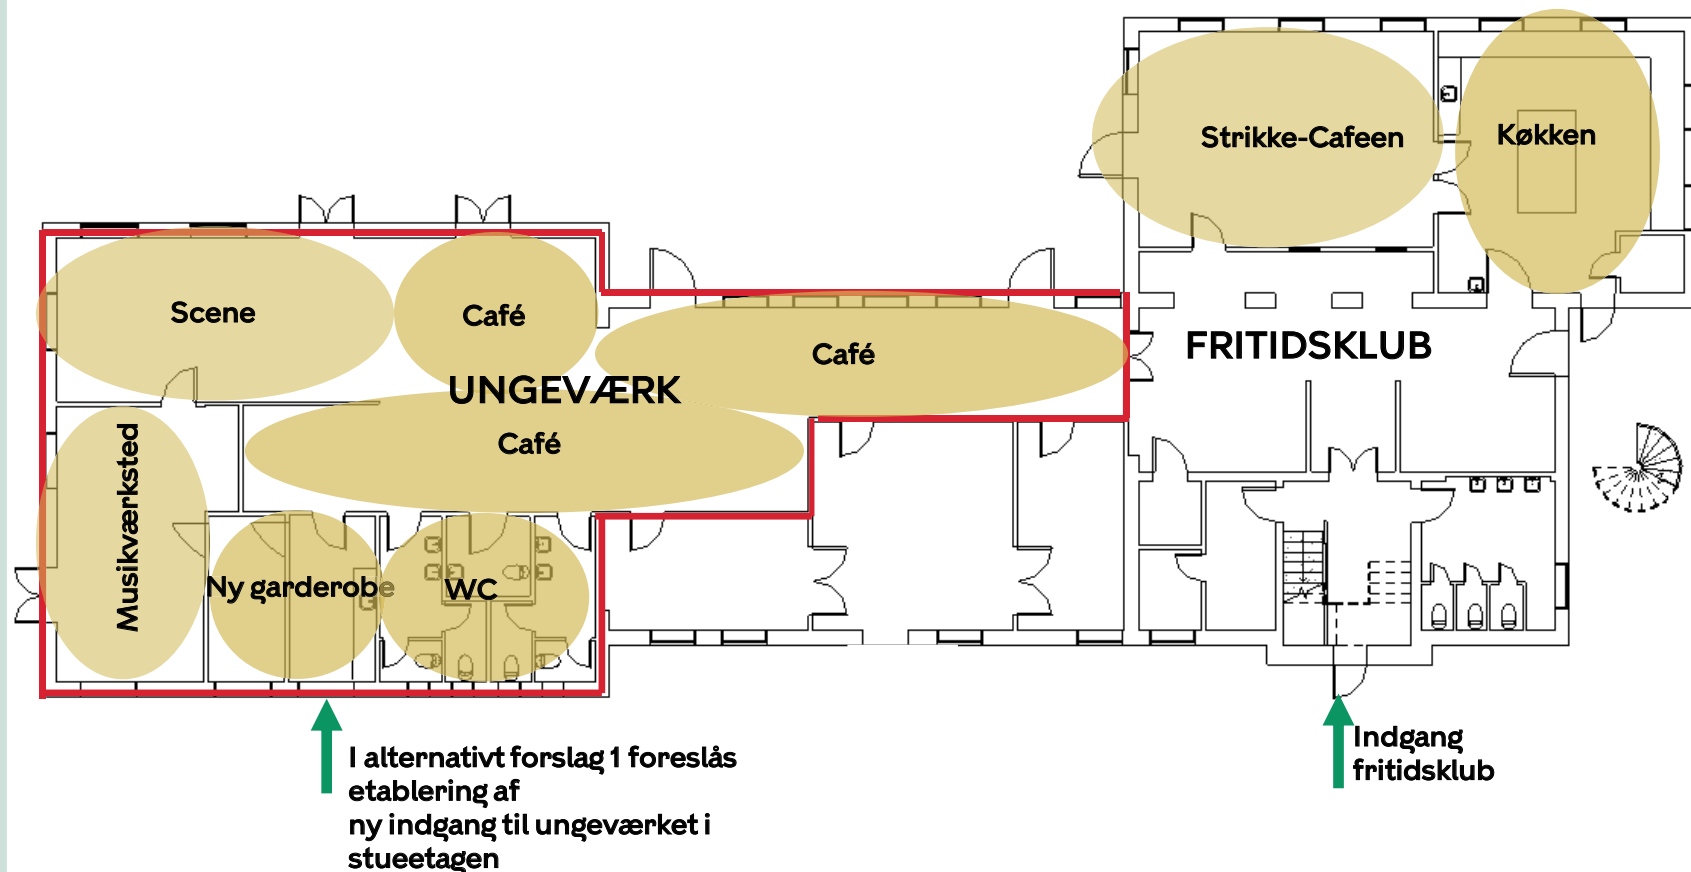 Strikke-Cafeen
Køkken
Scene
Café
Café
FRITIDSKLUB
UNGEVÆRK
Café
Musikværksted
Ny garderobe
WC
I alternativt forslag 1 foreslås
etablering af
ny indgang til ungeværket i
stueetagen
Indgang
fritidsklub